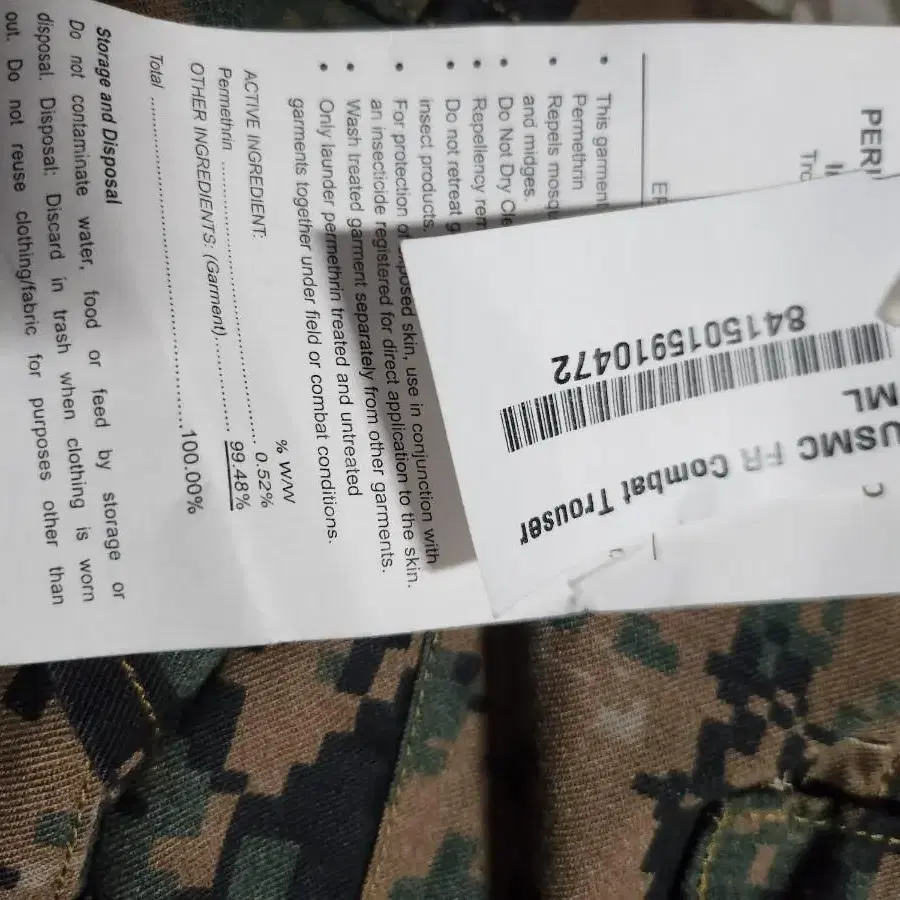 PERM
Tro
This garment
Permethrin
Repels mosqu
and midges.
Do Not Dry Cle
Repellency rem
Do not retreat g
insect products.
For protection of exposed skin, use in conjunction with
an insecticide registered for direct application to the skin.
Wash treated garment separately from other garments.
Only launder permethrin treated and untreated
garments together under field or combat conditions.
ACTIVE INGREDIENT: % W/W
Permethrin .......................................... 0.52%
OTHER INGREDIENTS: (Garment)................ 99.48%
Total .......................................................100.00%
Storage and Disposal
Do not contaminate water, food or feed by storage or
disposal. Disposal: Discard in trash when clothing is worn
out. Do not reuse clothing/fabric for purposes other than
USMC FR Combat Trouser
ML
8415015910472